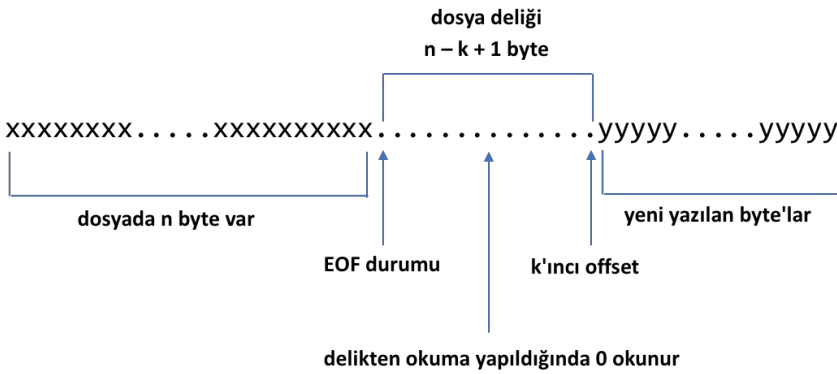 dosya deliği
n – k + 1 byte
xxxxxxxx.....xxxxxxxxxx..............yyyyy.....yyyyy
dosyada n byte var
yeni yazılan byte'lar
EOF durumu
k'ıncı offset
delikten okuma yapıldığında 0 okunur